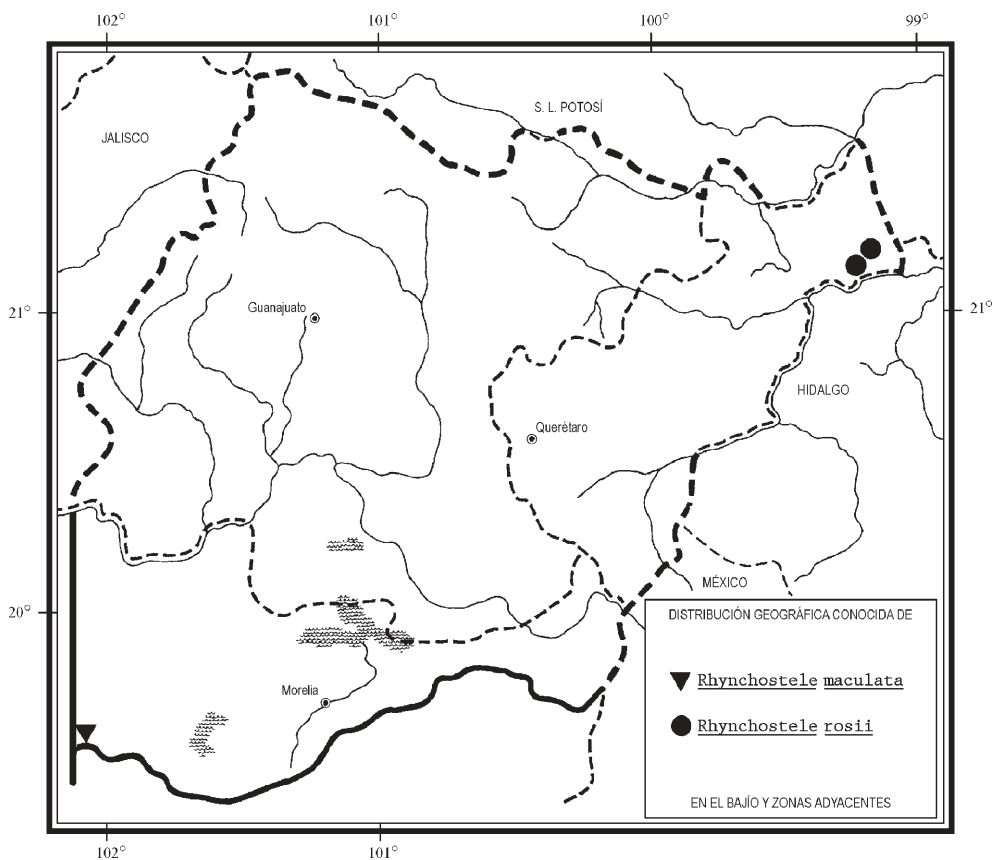 102° 101° 100° 99°
S. L. POTOSÍ
JALISCO
Guanajuato
21° 21°
HIDALGO
Querétaro
MÉXICO
20°
DISTRIBUCIÓN GEOGRÁFICA CONOCIDA DE
Rhynchostele maculata
Morelia
Rhynchostele rosii
EN EL BAJÍO Y ZONAS ADYACENTES
102° 101°